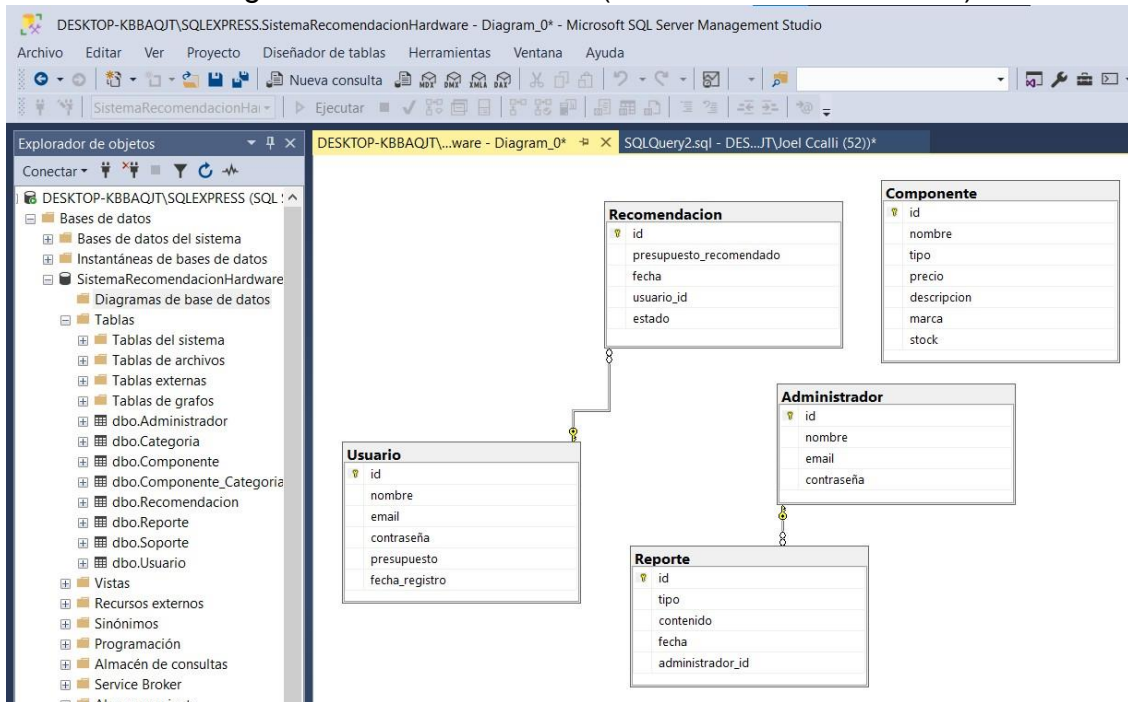 DESKTOP-KBBAQJT\SQLEXPRESS.SistemaRecomendacionHardware - Diagram_0* - Microsoft SQL Server Management Studio
Archivo Editar Ver Proyecto Diseñador de tablas Herramientas Ventana Ayuda
Nueva consulta MDX DMX XMLA DAX
SistemaRecomendacionHar Ejecutar
Explorador de objetos
Conectar
DESKTOP-KBBAQJT\SQLEXPRESS (SQL
Bases de datos
Bases de datos del sistema
Instantáneas de bases de datos
SistemaRecomendacionHardware
Diagramas de base de datos
Tablas
Tablas del sistema
Tablas de archivos
Tablas externas
Tablas de grafos
dbo.Administrador
dbo.Categoria
dbo.Componente
dbo.Componente_Categoria
dbo.Recomendacion
dbo.Reporte
dbo.Soporte
dbo.Usuario
Vistas
Recursos externos
Sinónimos
Programación
Almacén de consultas
Service Broker
DESKTOP-KBBAQJT\...ware - Diagram_0* SQLQuery2.sql - DES...JT\Joel Ccalli (52))*
Recomendacion
id
presupuesto_recomendado
fecha
usuario_id
estado
Componente
id
nombre
tipo
precio
descripcion
marca
stock
Administrador
id
nombre
email
contraseña
Usuario
id
nombre
email
contraseña
presupuesto
fecha_registro
Reporte
id
tipo
contenido
fecha
administrador_id